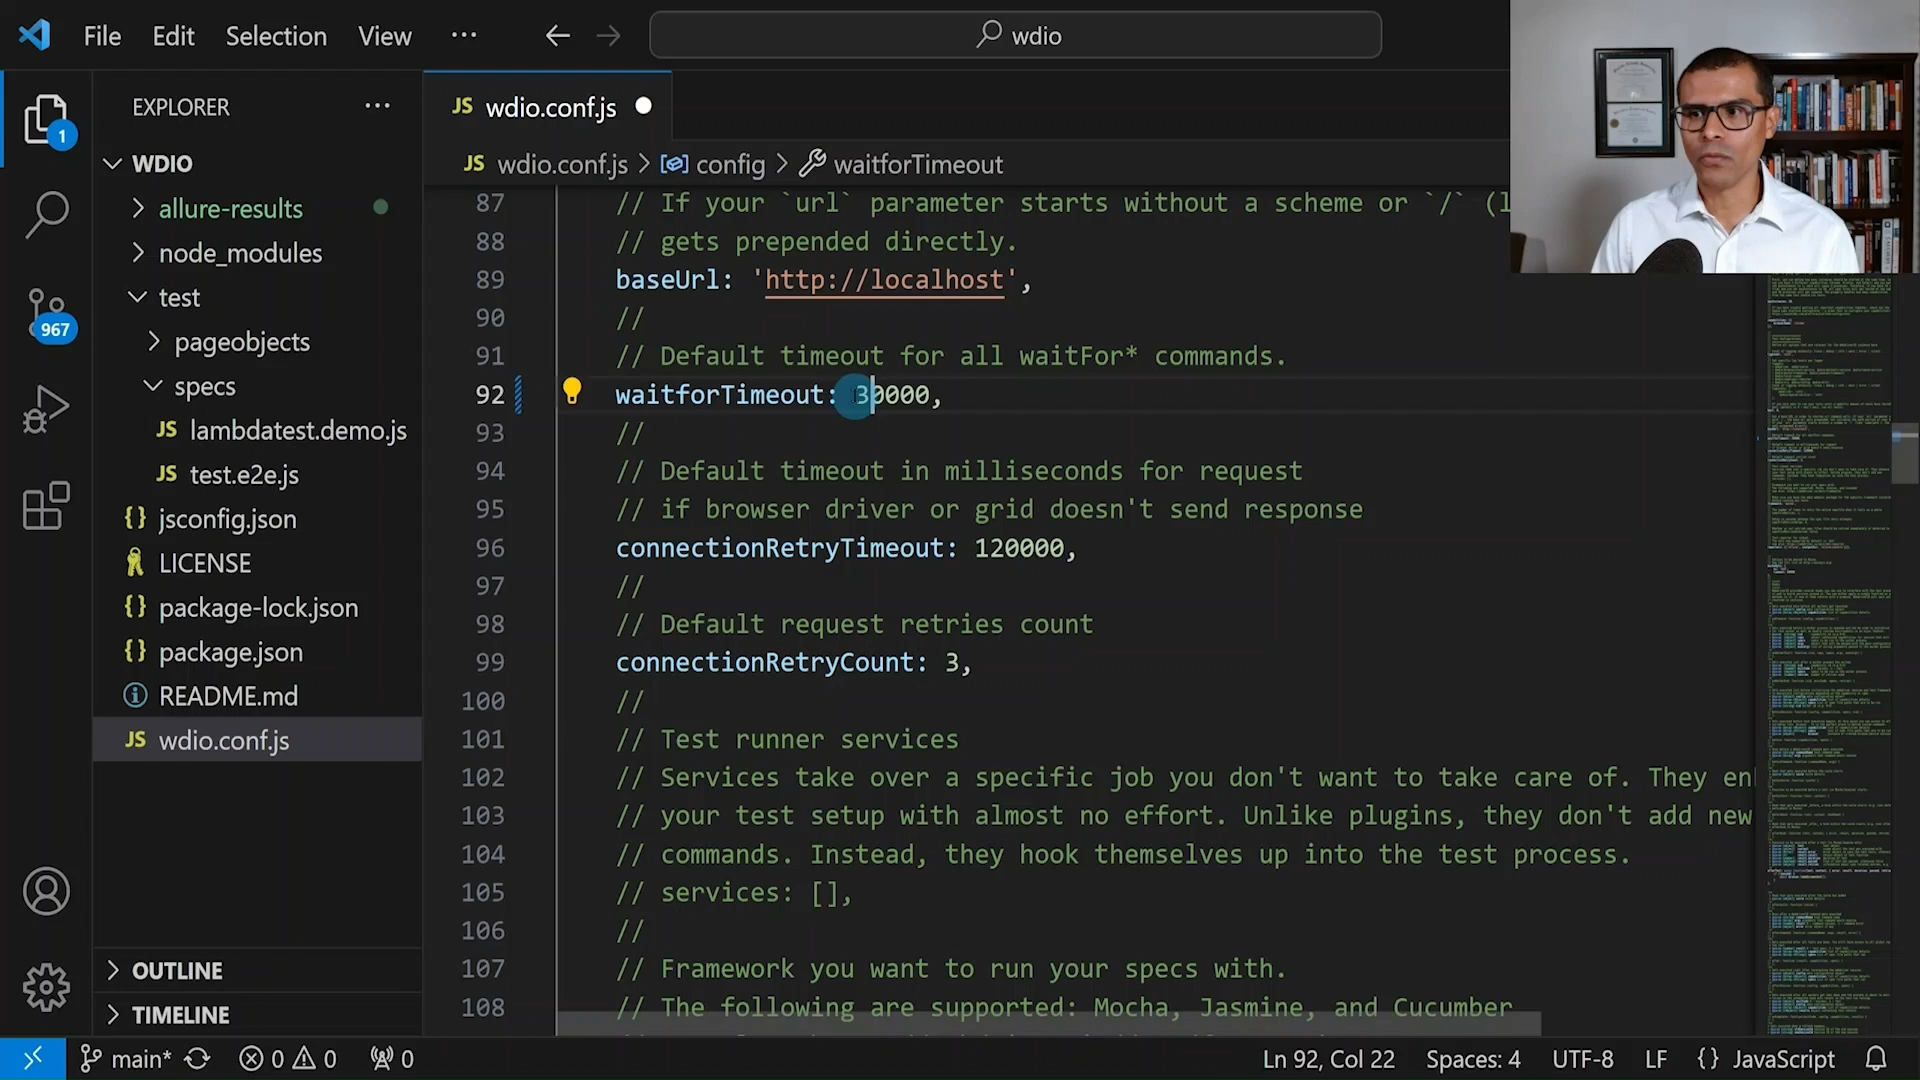 File Edit Selection View ···
wdio
EXPLORER
···
1
967
WDIO
allure-results
node_modules
test
pageobjects
specs
JS lambdatest.demo.js
JS test.e2e.js
{} jsconfig.json
LICENSE
{} package-lock.json
{} package.json
README.md
JS wdio.conf.js
OUTLINE
TIMELINE
JS wdio.conf.js
JS wdio.conf.js > config > waitforTimeout
87 // If your `url` parameter starts without a scheme or `/` (l
88 // gets prepended directly.
89 baseUrl: 'http://localhost',
90 //
91 // Default timeout for all waitFor* commands.
92 waitforTimeout: 30000,
93 //
94 // Default timeout in milliseconds for request
95 // if browser driver or grid doesn't send response
96 connectionRetryTimeout: 120000,
97 //
98 // Default request retries count
99 connectionRetryCount: 3,
100 //
101 // Test runner services
102 // Services take over a specific job you don't want to take care of. They en
103 // your test setup with almost no effort. Unlike plugins, they don't add new
104 // commands. Instead, they hook themselves up into the test process.
105 // services: [],
106 //
107 // Framework you want to run your specs with.
108 // The following are supported: Mocha, Jasmine, and Cucumber
main* 0 0 0
Ln 92, Col 22 Spaces: 4 UTF-8 LF {} JavaScript